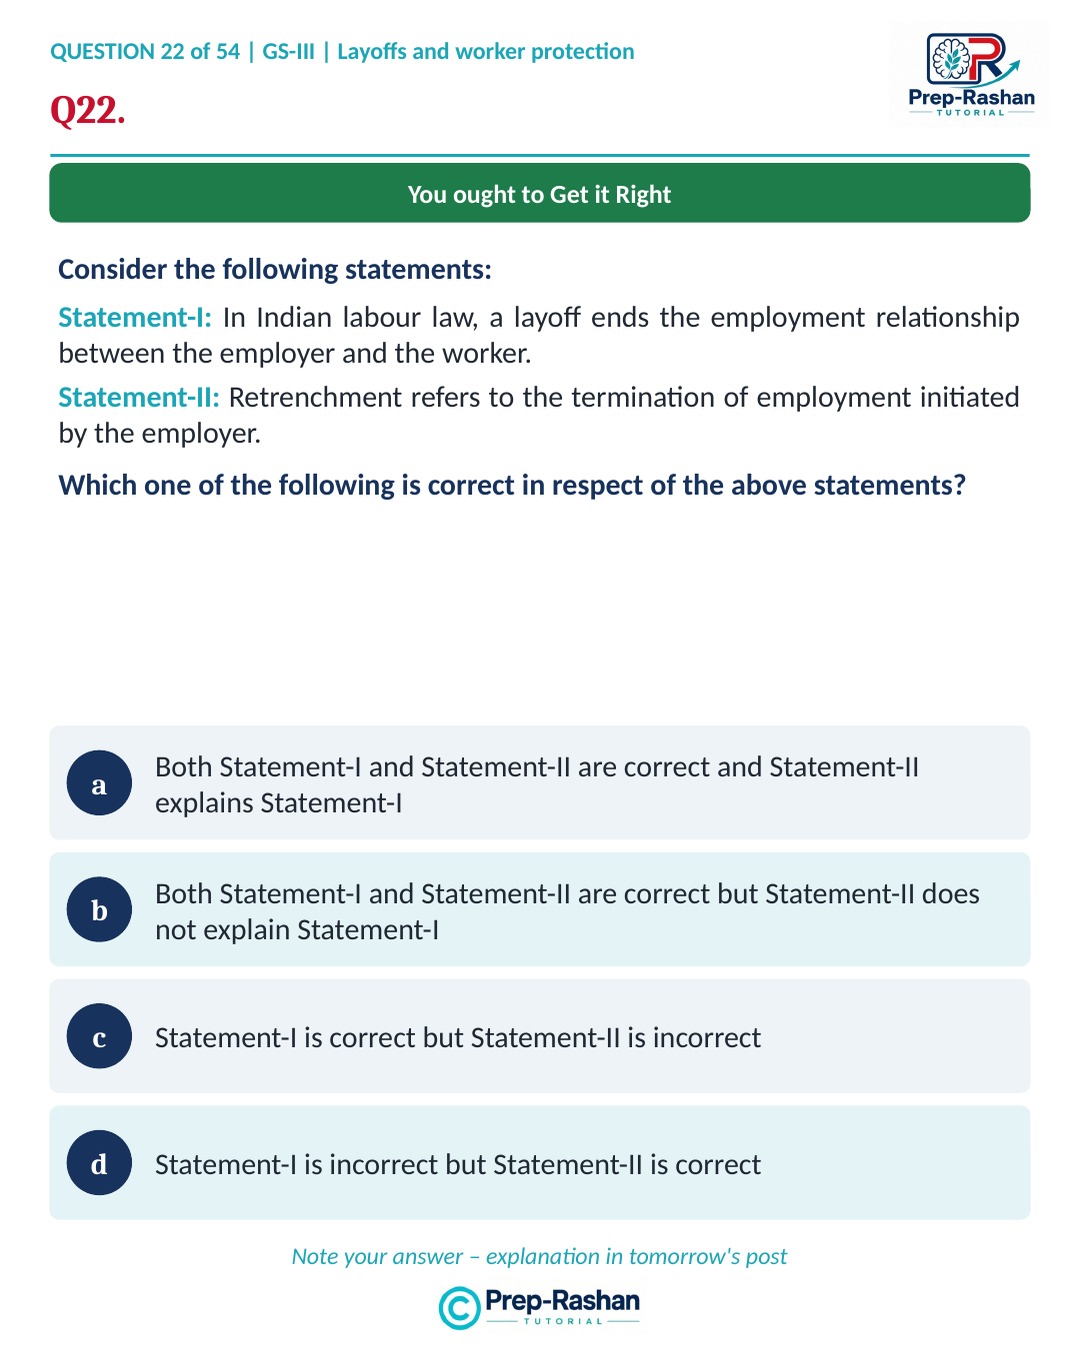 QUESTION 22 of 54 | GS-III | Layoffs and worker protection
Prep-Rashan
TUTORIAL
Q22.
You ought to Get it Right
Consider the following statements:
Statement-I: In Indian labour law, a layoff ends the employment relationship
between the employer and the worker.
Statement-II: Retrenchment refers to the termination of employment initiated
by the employer.
Which one of the following is correct in respect of the above statements?
a Both Statement-I and Statement-II are correct and Statement-II
explains Statement-I
b Both Statement-I and Statement-II are correct but Statement-II does
not explain Statement-I
c Statement-I is correct but Statement-II is incorrect
d Statement-I is incorrect but Statement-II is correct
Note your answer – explanation in tomorrow's post
© Prep-Rashan
TUTORIAL